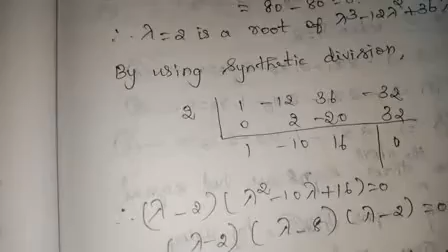 = 80 - 80 = 0
∴ λ = 2 is a root of λ³ - 12λ² + 36λ
By using synthetic division,
2 | 1 -12 36 -32
0 2 -20 32
1 -10 16 | 0
∴ (λ - 2) (λ² - 10λ + 16) = 0
(λ - 2) (λ - 8) (λ - 2) = 0